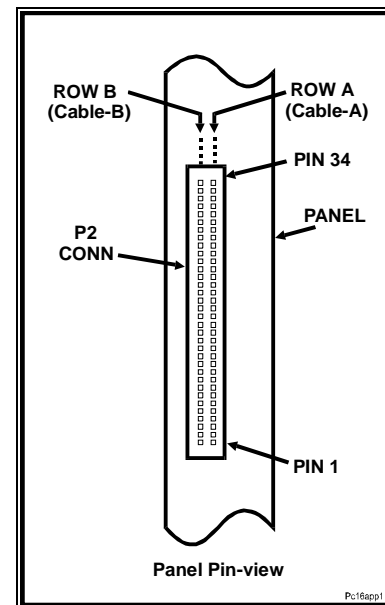 ROW B
(Cable-B)
ROW A
(Cable-A)
PIN 34
PANEL
P2
CONN
PIN 1
Panel Pin-view
Pc16app1